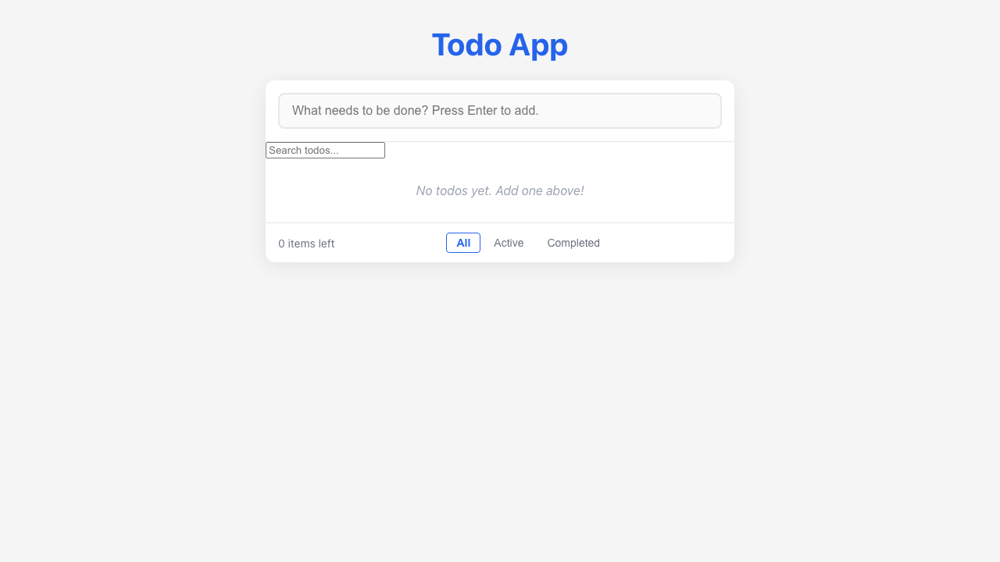 Todo App
What needs to be done? Press Enter to add.
Search todos...
No todos yet. Add one above!
0 items left All Active Completed